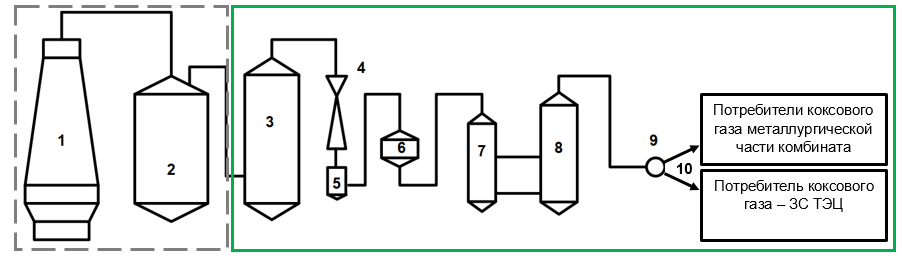 1
2
3
4
5
6
7
8
9
10
Потребители коксового
газа металлургической
части комбината
Потребитель коксового
газа – ЗС ТЭЦ